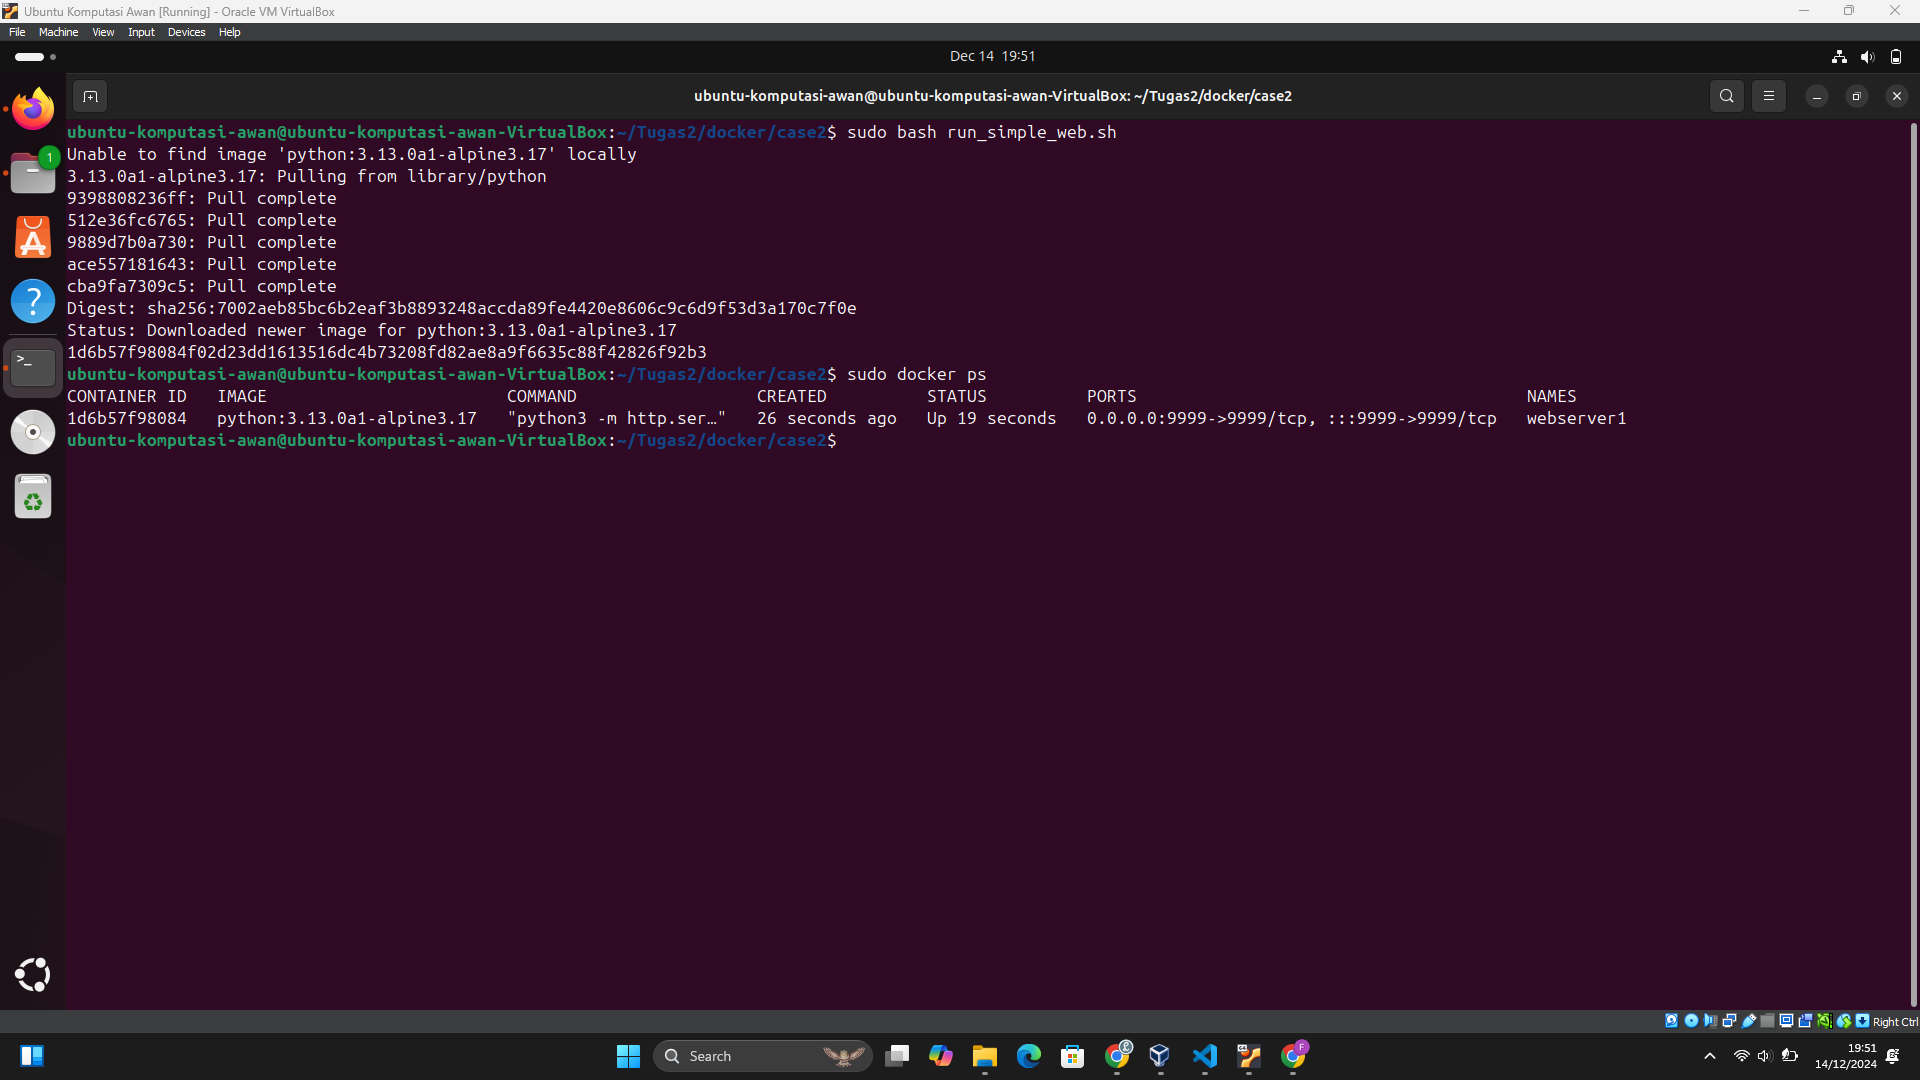 Ubuntu Komputasi Awan [Running] - Oracle VM VirtualBox
File Machine View Input Devices Help
Dec 14 19:51
ubuntu-komputasi-awan@ubuntu-komputasi-awan-VirtualBox: ~/Tugas2/docker/case2
1
ubuntu-komputasi-awan@ubuntu-komputasi-awan-VirtualBox:~/Tugas2/docker/case2$ sudo bash run_simple_web.sh
Unable to find image 'python:3.13.0a1-alpine3.17' locally
3.13.0a1-alpine3.17: Pulling from library/python
9398808236ff: Pull complete
512e36fc6765: Pull complete
9889d7b0a730: Pull complete
ace557181643: Pull complete
cba9fa7309c5: Pull complete
Digest: sha256:7002aeb85bc6b2eaf3b8893248accda89fe4420e8606c9c6d9f53d3a170c7f0e
Status: Downloaded newer image for python:3.13.0a1-alpine3.17
1d6b57f98084f02d23dd1613516dc4b73208fd82ae8a9f6635c88f42826f92b3
ubuntu-komputasi-awan@ubuntu-komputasi-awan-VirtualBox:~/Tugas2/docker/case2$ sudo docker ps
CONTAINER ID IMAGE COMMAND CREATED STATUS PORTS NAMES
1d6b57f98084 python:3.13.0a1-alpine3.17 "python3 -m http.ser…" 26 seconds ago Up 19 seconds 0.0.0.0:9999->9999/tcp, :::9999->9999/tcp webserver1
ubuntu-komputasi-awan@ubuntu-komputasi-awan-VirtualBox:~/Tugas2/docker/case2$
Right Ctrl
Search
19:51
14/12/2024